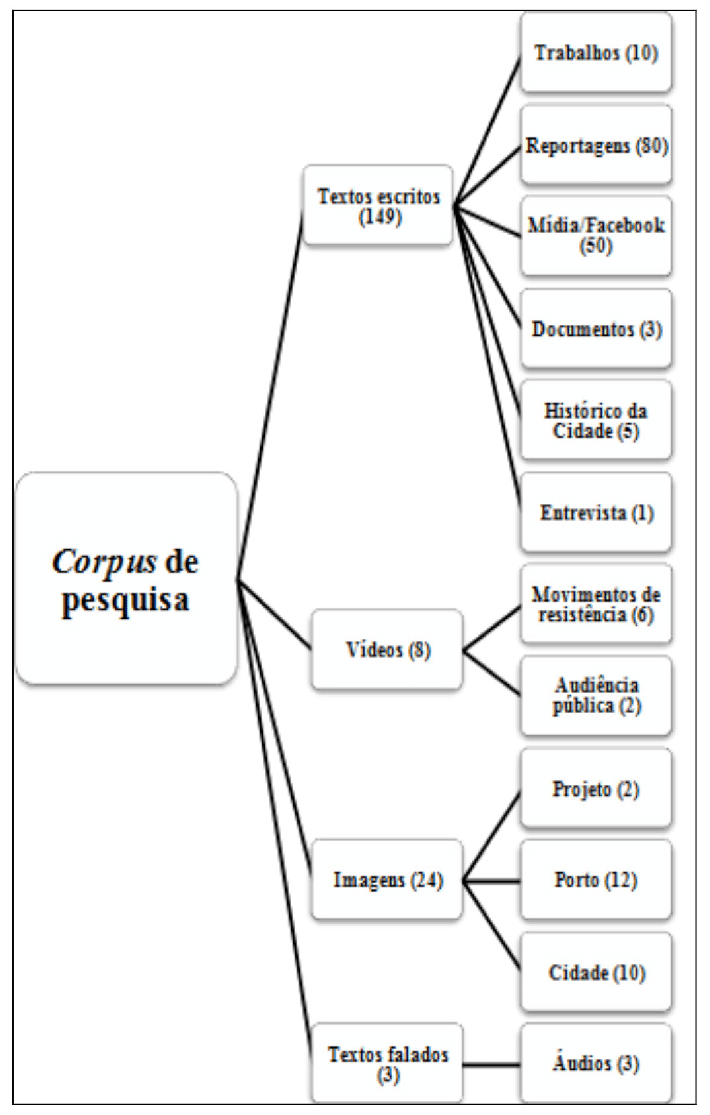 Corpus de
pesquisa
Textos escritos
(149)
Trabalhos (10)
Reportagens (80)
Mídia/Facebook
(50)
Documentos (3)
Histórico da
Cidade (5)
Entrevista (1)
Vídeos (8)
Movimentos de
resistência (6)
Audiência
pública (2)
Imagens (24)
Projeto (2)
Porto (12)
Cidade (10)
Textos falados
(3)
Áudios (3)